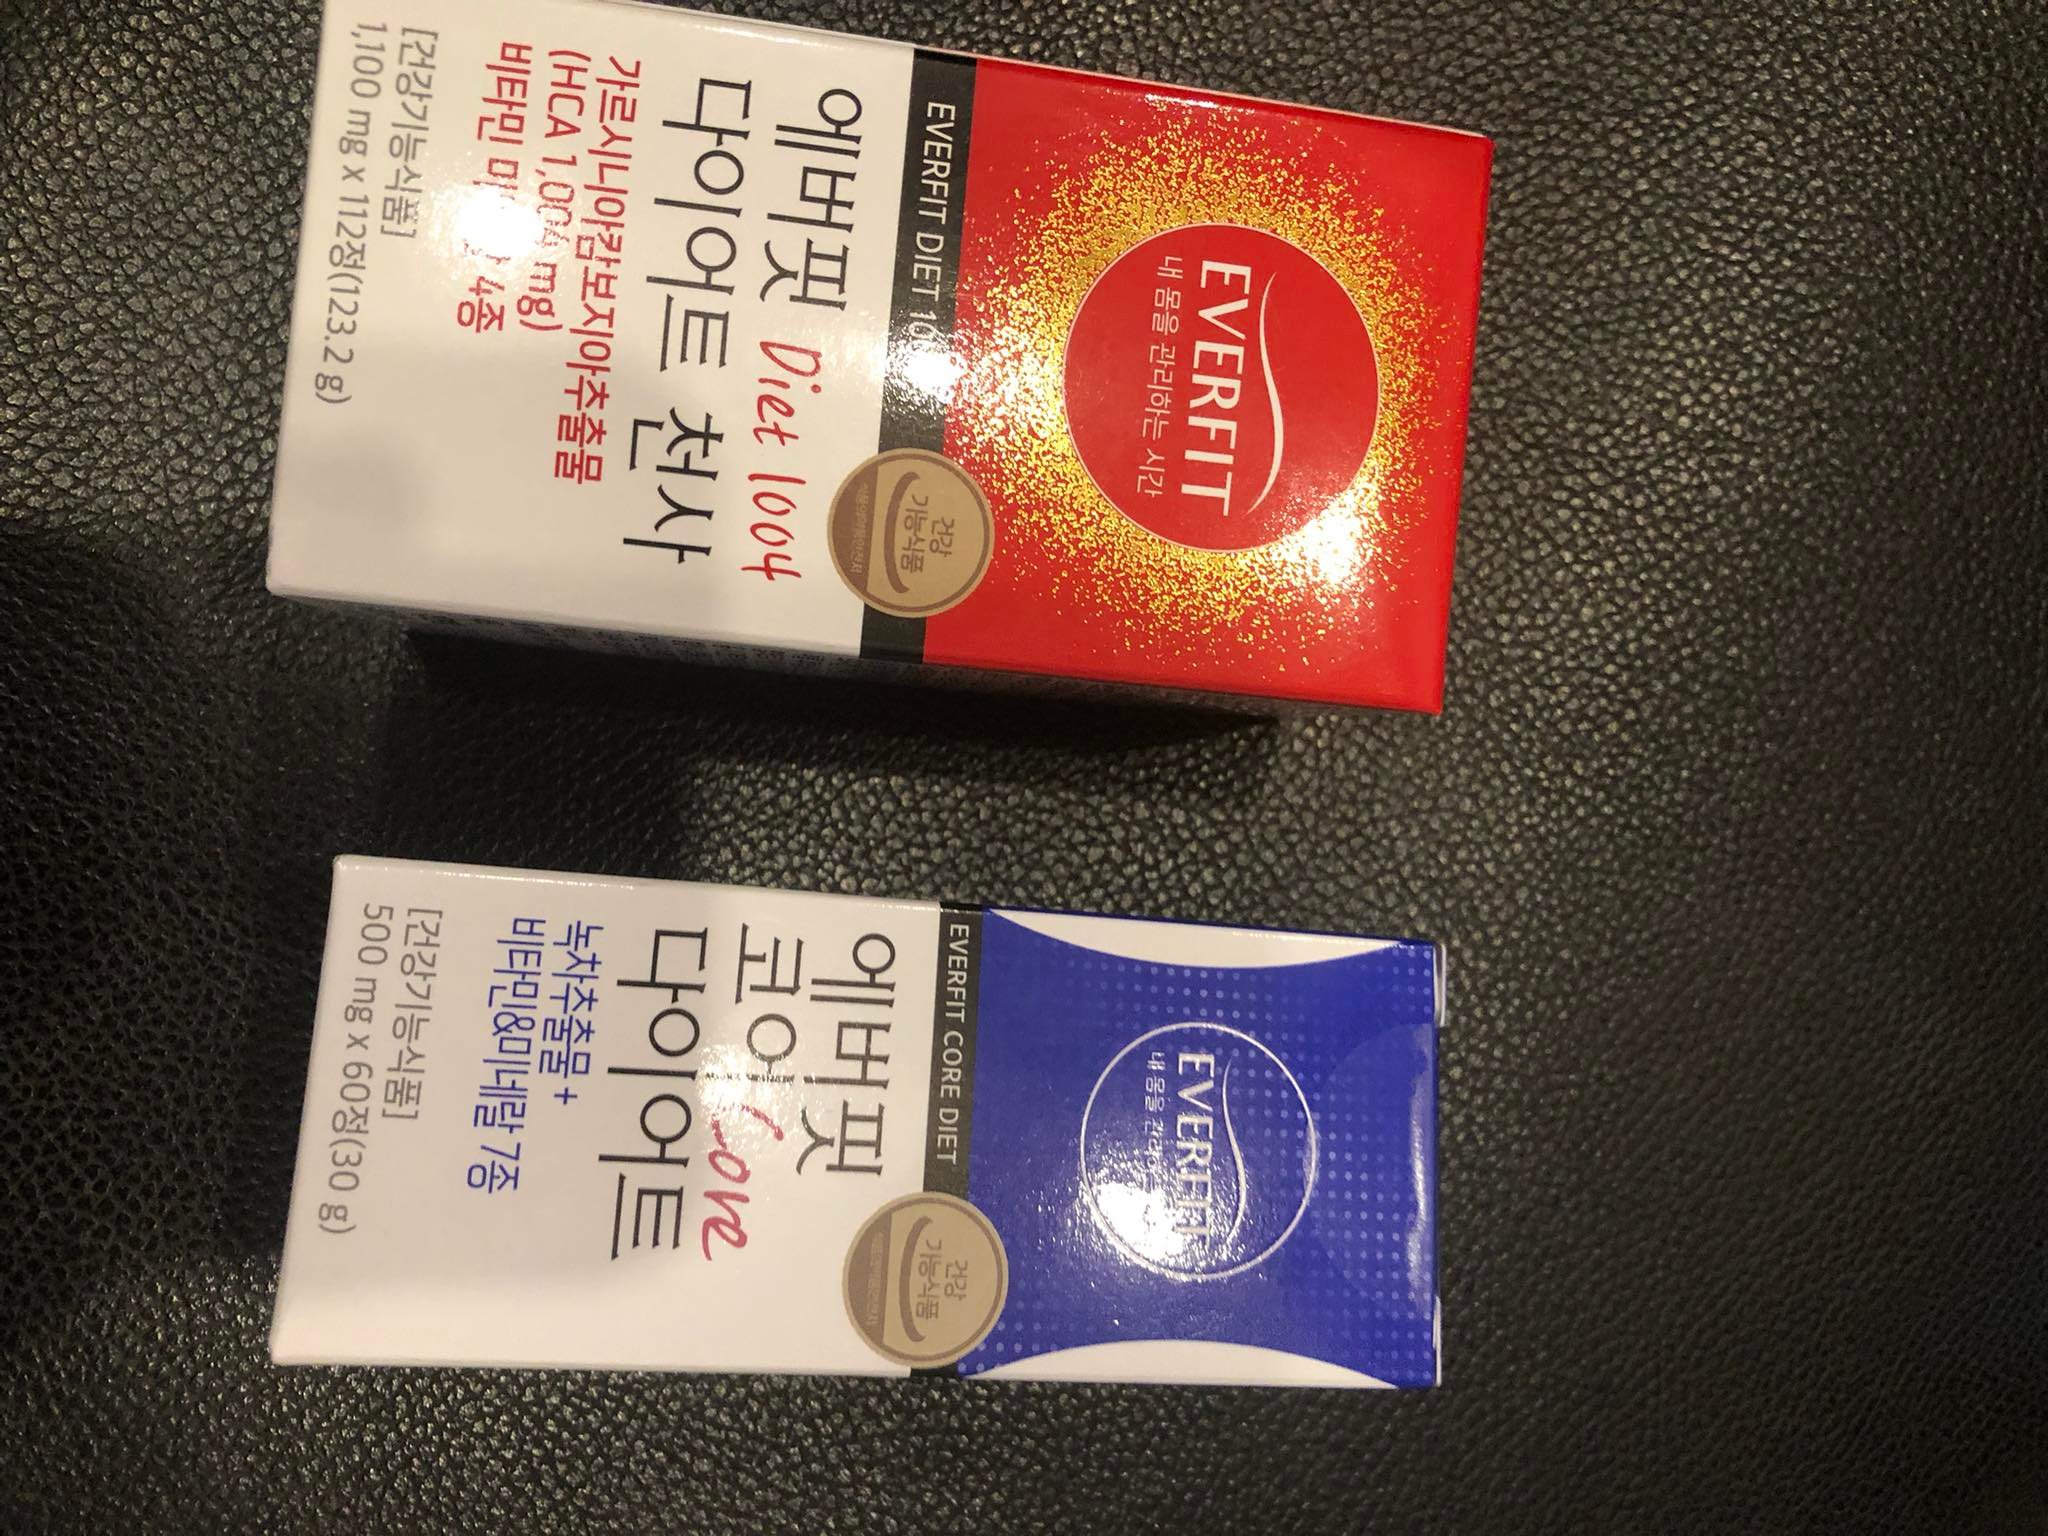 EVERFIT
내 몸을 관리하는 시간
EVERFIT DIET
건강
기능식품
에버핏 Diet 1004
다이어트 천사
가르시니아캄보지아추출물
(HCA 1,004 mg)
비타민 4종
[건강기능식품]
1,100 mg x 112정(123.2 g)
EVERFIT
내 몸을
EVERFIT CORE DIET
건강
기능식품
에버핏
코어 Core
다이어트
녹차추출물 +
비타민&미네랄 7종
[건강기능식품]
500 mg x 60정(30 g)